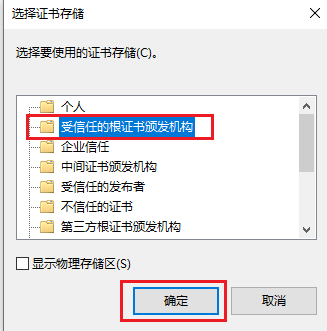 选择证书存储
选择要使用的证书存储(C)。
个人
受信任的根证书颁发机构
企业信任
中间证书颁发机构
受信任的发布者
不信任的证书
第三方根证书颁发机构
显示物理存储区(S)
确定
取消